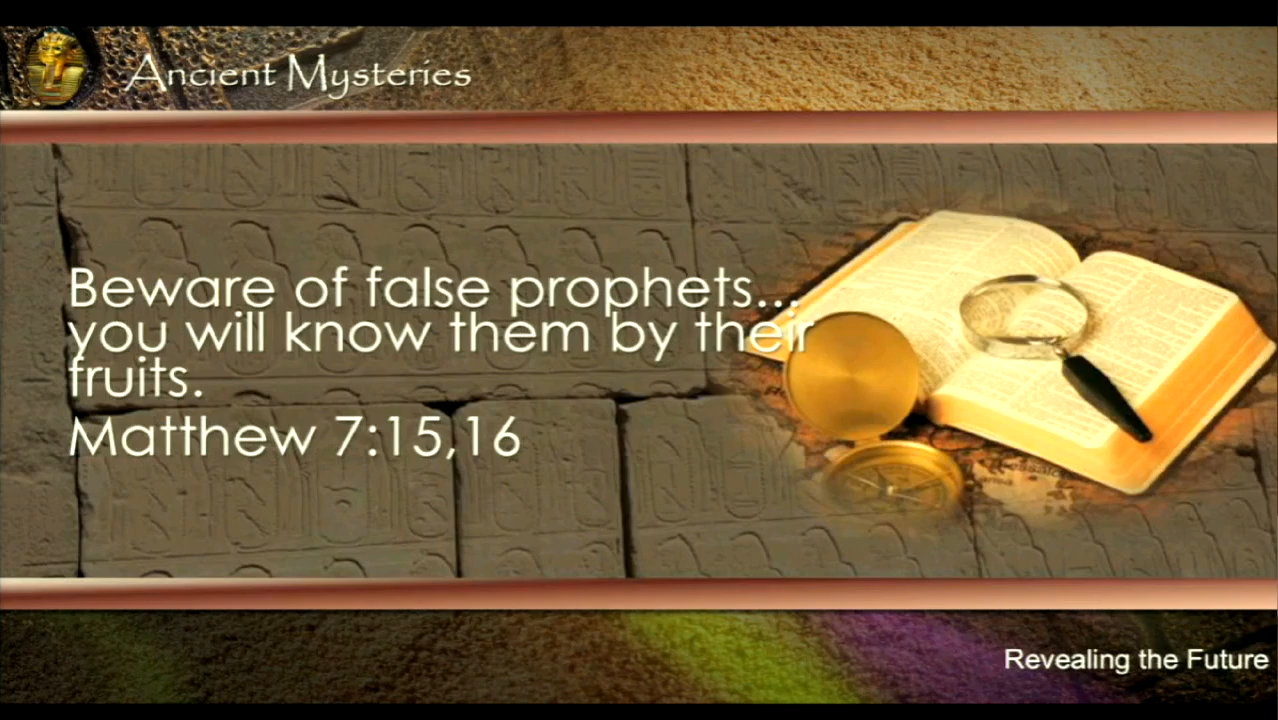 Ancient Mysteries
Beware of false prophets...
you will know them by their
fruits.
Matthew 7:15,16
Revealing the Future